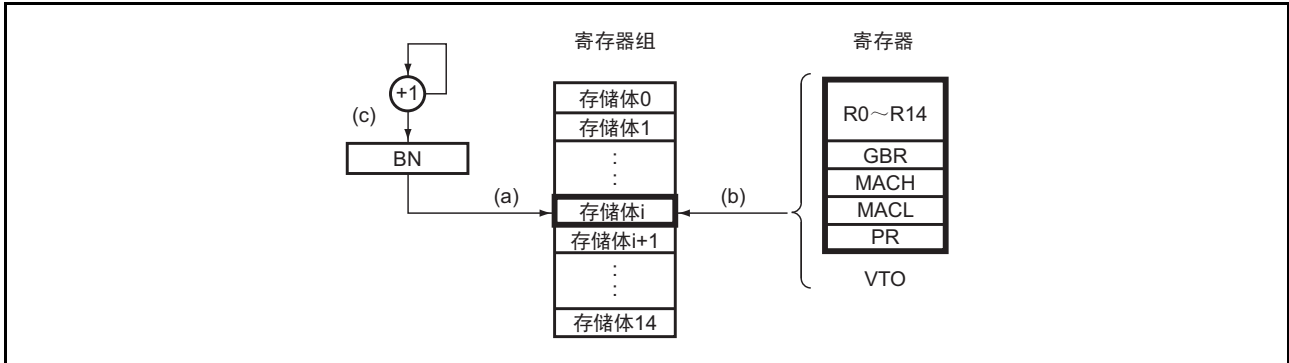 寄存器组
寄存器
+1
(c)
BN
(a)
存储体0
存储体1
⋮
⋮
存储体i
存储体i+1
⋮
⋮
存储体14
(b)
R0～R14
GBR
MACH
MACL
PR
VTO